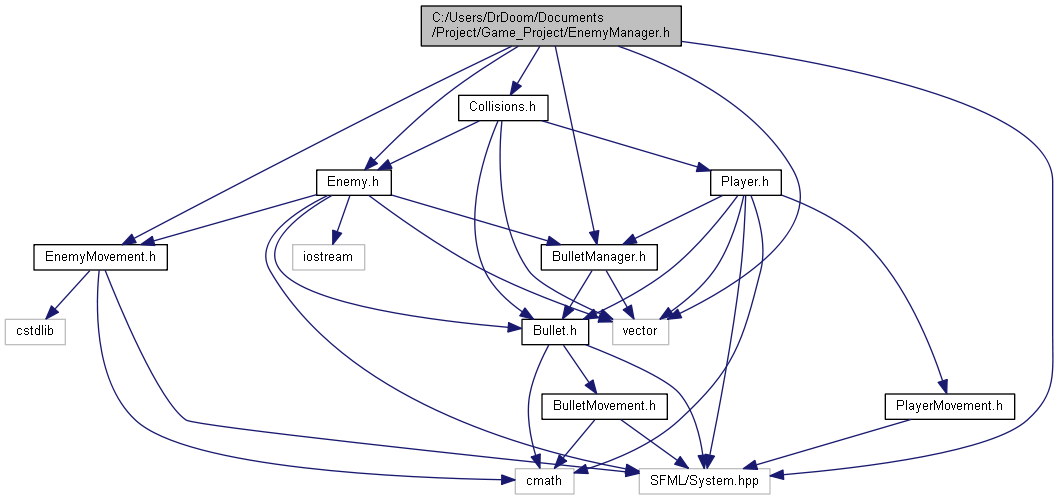 C:/Users/DrDoom/Documents
/Project/Game_Project/EnemyManager.h
Collisions.h
Enemy.h
Player.h
EnemyMovement.h
iostream
BulletManager.h
cstdlib
Bullet.h
vector
BulletMovement.h
PlayerMovement.h
cmath
SFML/System.hpp